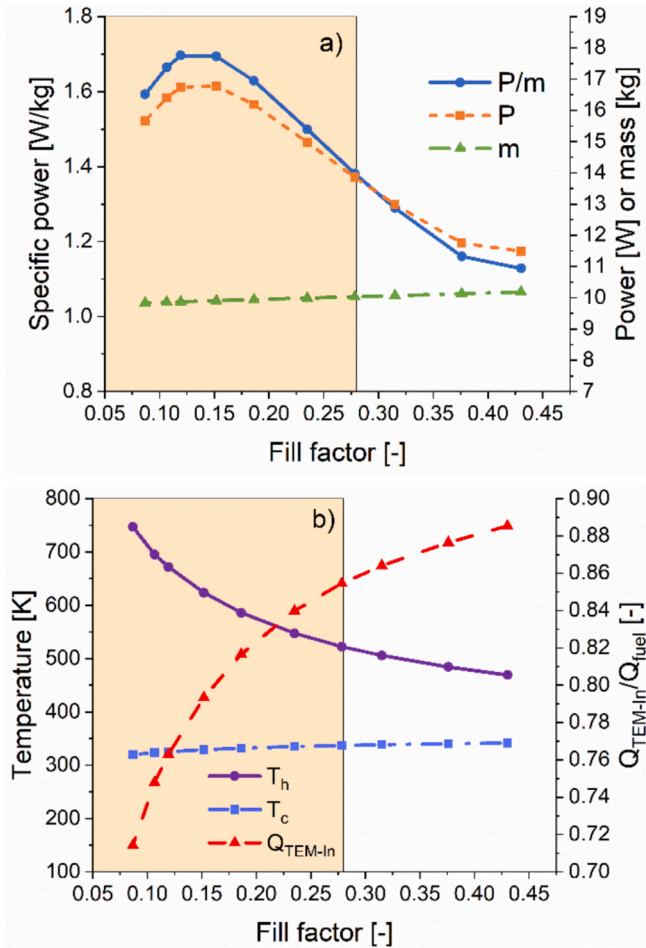 a)
P/m
P
m
Specific power [W/kg]
1.8
1.6
1.4
1.2
1.0
0.8
19
18
17
16
15
14
13
12
11
10
9
8
7
Power [W] or mass [kg]
0.05 0.10 0.15 0.20 0.25 0.30 0.35 0.40 0.45
Fill factor [-]
b)
Temperature [K]
800
700
600
500
400
300
200
100
0.90
0.88
0.86
0.84
0.82
0.80
0.78
0.76
0.74
0.72
0.70
Q_TEM-In/Q_fuel [-]
T_h
T_c
Q_TEM-In
0.05 0.10 0.15 0.20 0.25 0.30 0.35 0.40 0.45
Fill factor [-]